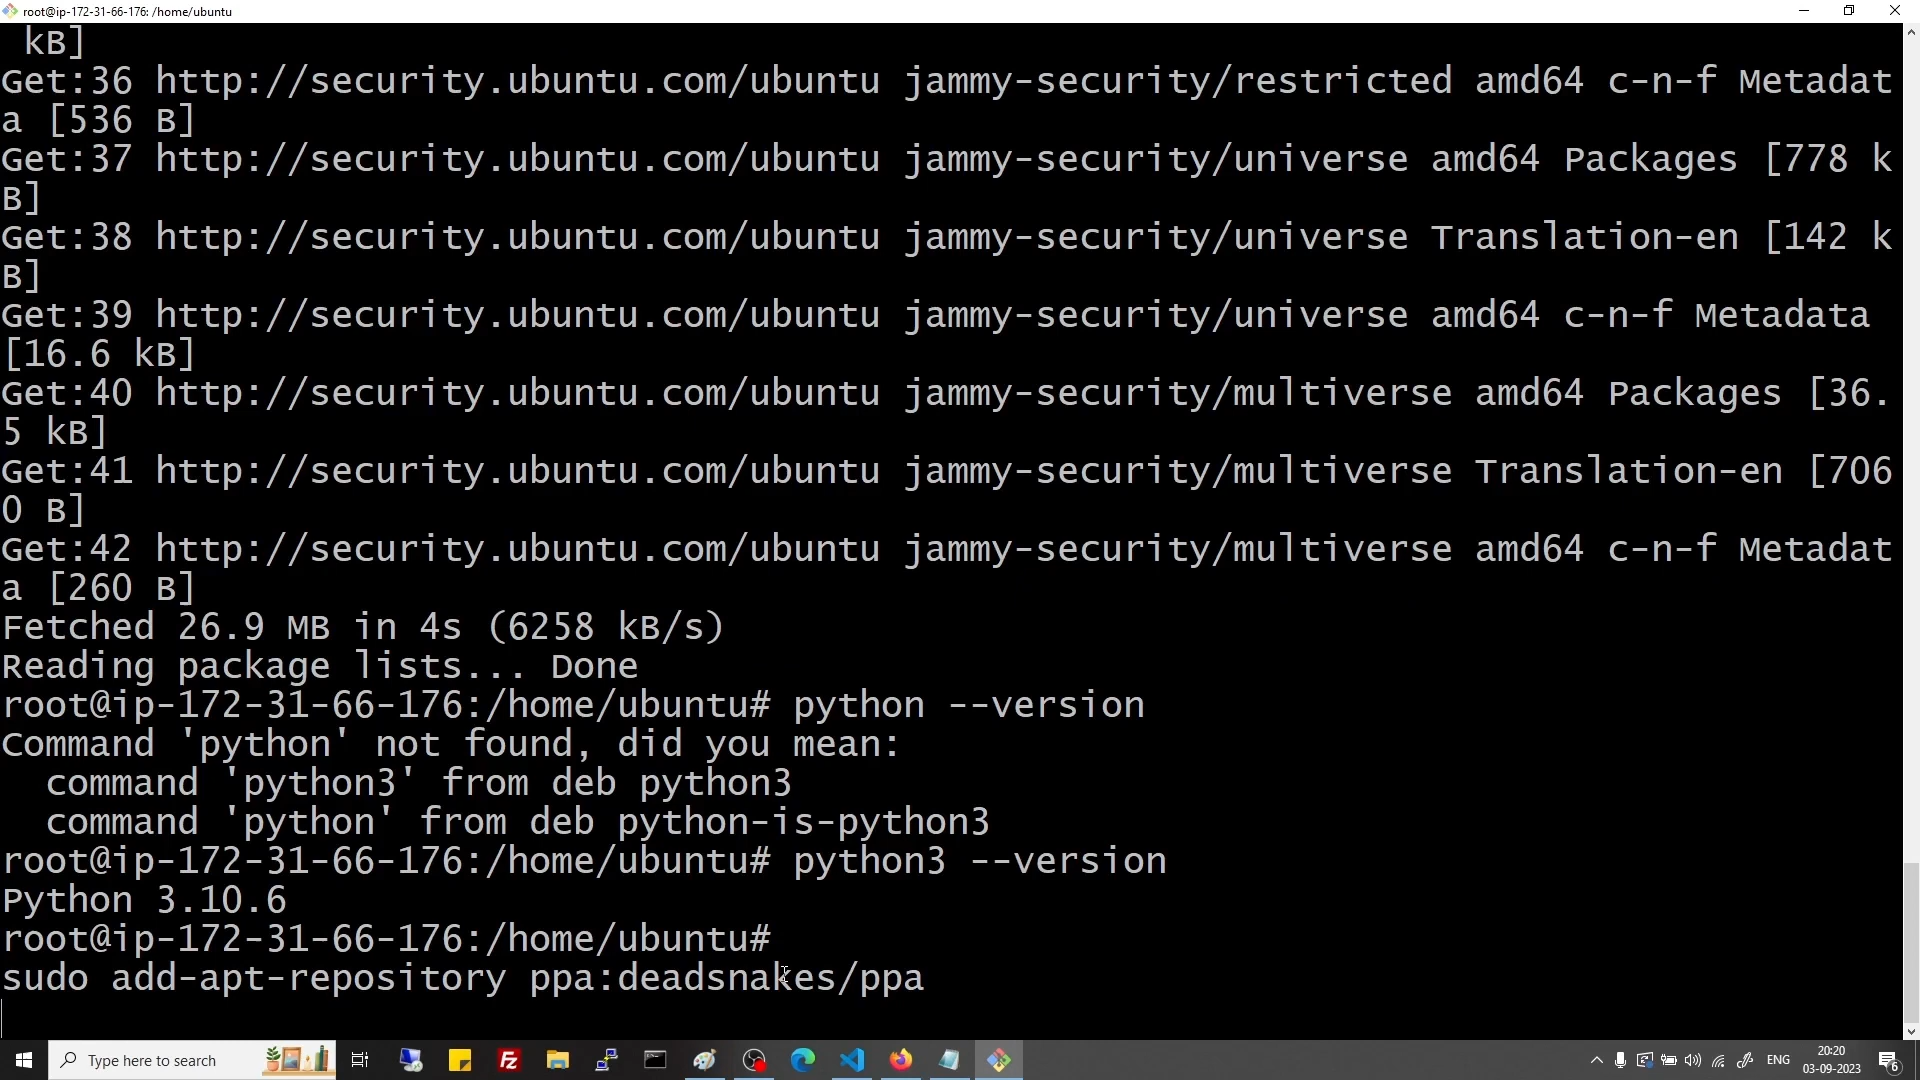 root@ip-172-31-66-176: /home/ubuntu
kB]
Get:36 http://security.ubuntu.com/ubuntu jammy-security/restricted amd64 c-n-f Metadat
a [536 B]
Get:37 http://security.ubuntu.com/ubuntu jammy-security/universe amd64 Packages [778 k
B]
Get:38 http://security.ubuntu.com/ubuntu jammy-security/universe Translation-en [142 k
B]
Get:39 http://security.ubuntu.com/ubuntu jammy-security/universe amd64 c-n-f Metadata
[16.6 kB]
Get:40 http://security.ubuntu.com/ubuntu jammy-security/multiverse amd64 Packages [36.
5 kB]
Get:41 http://security.ubuntu.com/ubuntu jammy-security/multiverse Translation-en [706
0 B]
Get:42 http://security.ubuntu.com/ubuntu jammy-security/multiverse amd64 c-n-f Metadat
a [260 B]
Fetched 26.9 MB in 4s (6258 kB/s)
Reading package lists... Done
root@ip-172-31-66-176:/home/ubuntu# python --version
Command 'python' not found, did you mean:
  command 'python3' from deb python3
  command 'python' from deb python-is-python3
root@ip-172-31-66-176:/home/ubuntu# python3 --version
Python 3.10.6
root@ip-172-31-66-176:/home/ubuntu#
sudo add-apt-repository ppa:deadsnakes/ppa
Type here to search
Fz
ENG
20:20
03-09-2023
6